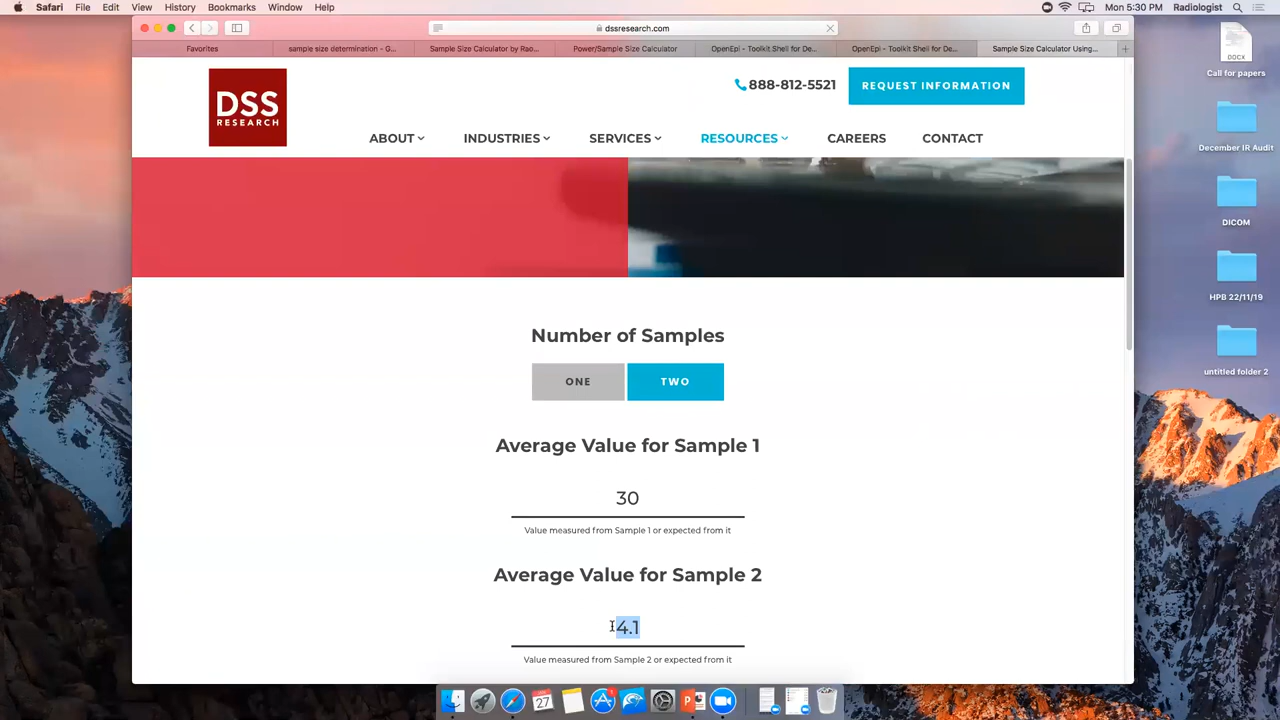 Safari File Edit View History Bookmarks Window Help Mon 5:30 PM Radiologist
dssresearch.com
Favorites sample size determination - G... Sample Size Calculator by Rao... Power/Sample Size Calculator OpenEpi - Toolkit Shell for De... OpenEpi - Toolkit Shell for De... Sample Size Calculator Using...
DSS
RESEARCH
888-812-5521 REQUEST INFORMATION
ABOUT INDUSTRIES SERVICES RESOURCES CAREERS CONTACT
Number of Samples
ONE TWO
Average Value for Sample 1
30
Value measured from Sample 1 or expected from it
Average Value for Sample 2
4.1
Value measured from Sample 2 or expected from it
DOCX
Call for papers
December IR Audit
DICOM
HPB 22/11/19
untitled folder 2
27